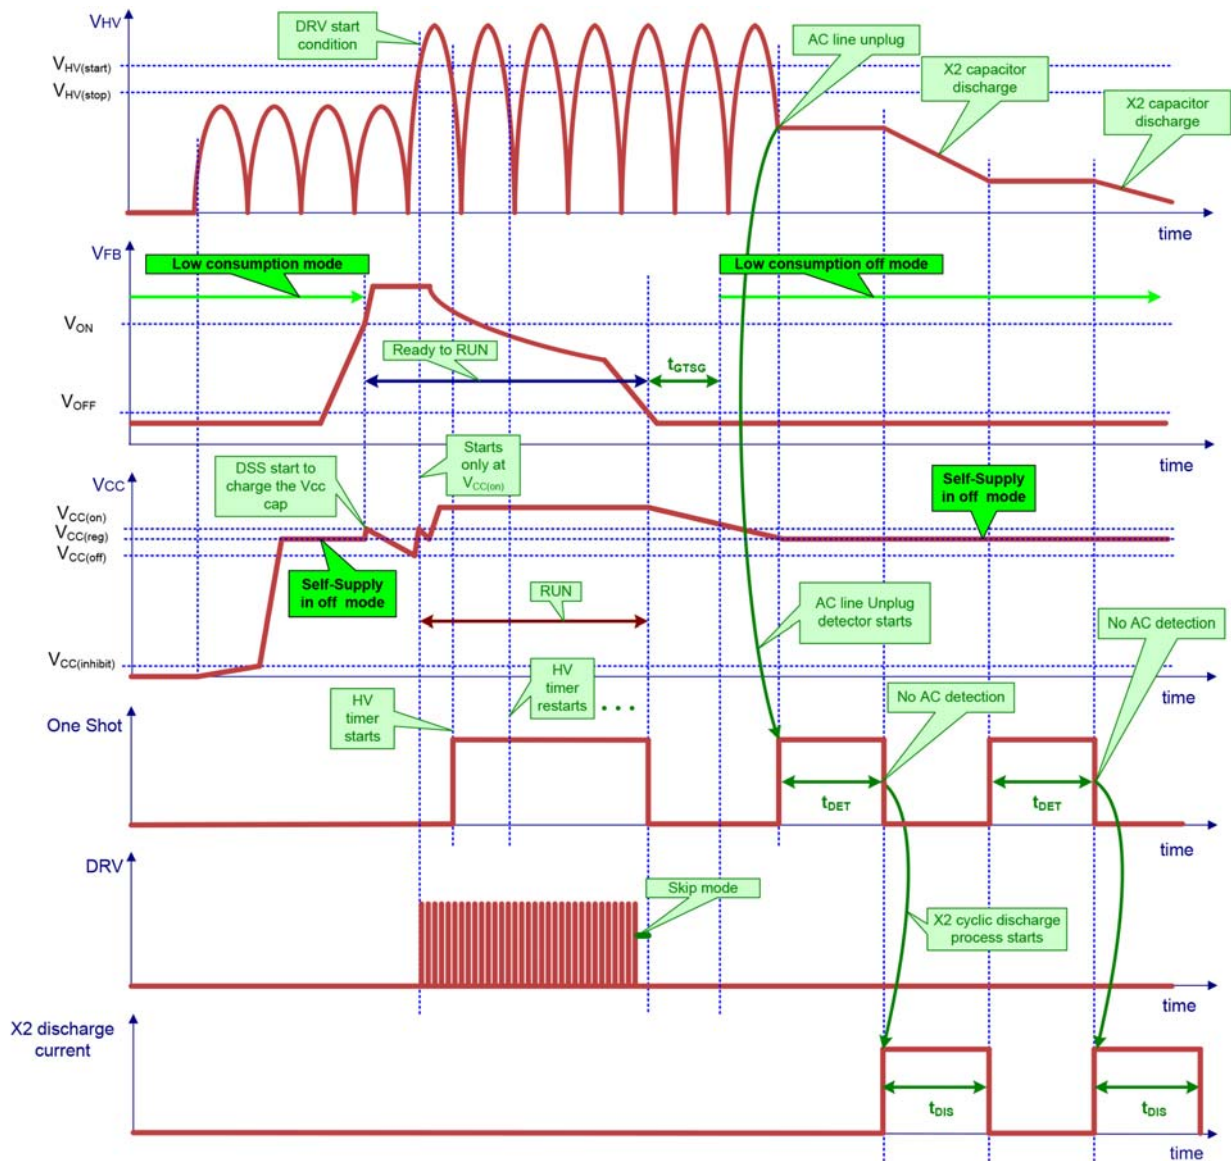 VHV
DRV start
condition
AC line unplug
X2 capacitor
discharge
X2 capacitor
discharge
VHV(start)
VHV(stop)
time
VFB
Low consumption mode
Low consumption off mode
VON
Ready to RUN
tGTSG
VOFF
time
VCC
DSS start to
charge the Vcc
cap
Starts
only at
VCC(on)
Self-Supply
in off mode
VCC(on)
VCC(reg)
VCC(off)
Self-Supply
in off mode
RUN
AC line Unplug
detector starts
No AC detection
VCC(inhibit)
time
One Shot
HV
timer
starts
HV
timer
restarts
. . .
No AC detection
tDET
tDET
time
DRV
Skip mode
X2 cyclic discharge
process starts
time
X2 discharge
current
tDIS
tDIS
time